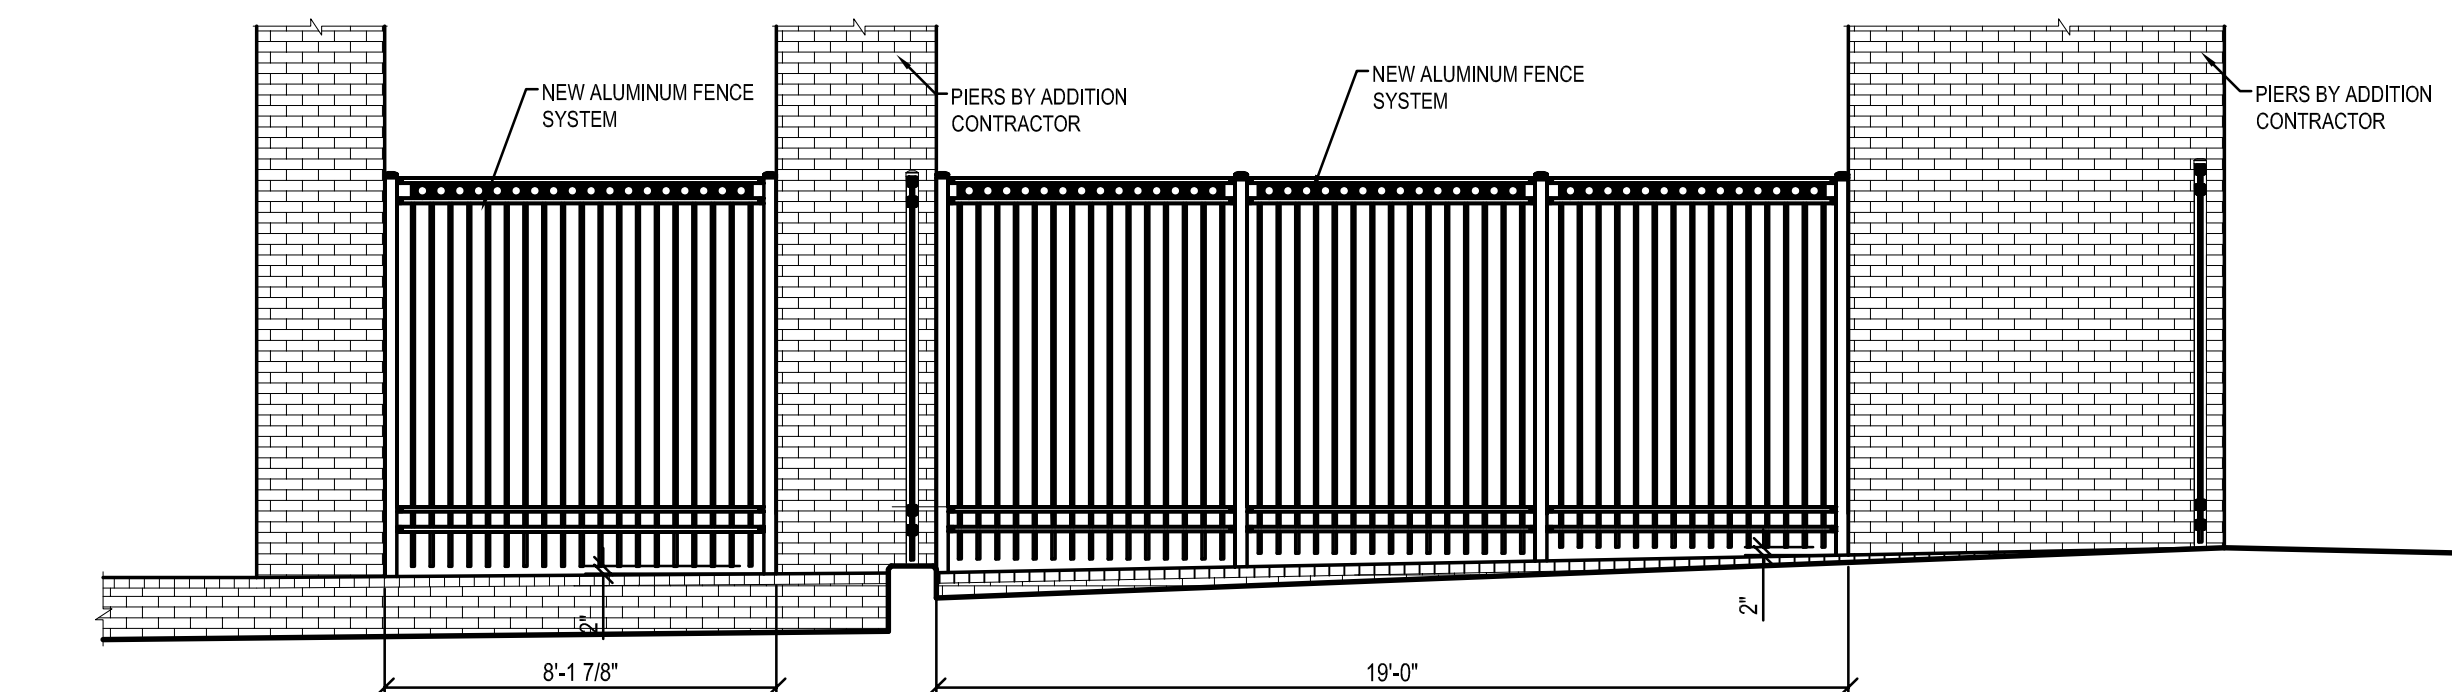 NEW ALUMINUM FENCE
SYSTEM
PIERS BY ADDITION
CONTRACTOR
NEW ALUMINUM FENCE
SYSTEM
PIERS BY ADDITION
CONTRACTOR
2"
2"
8'-1 7/8"
19'-0"